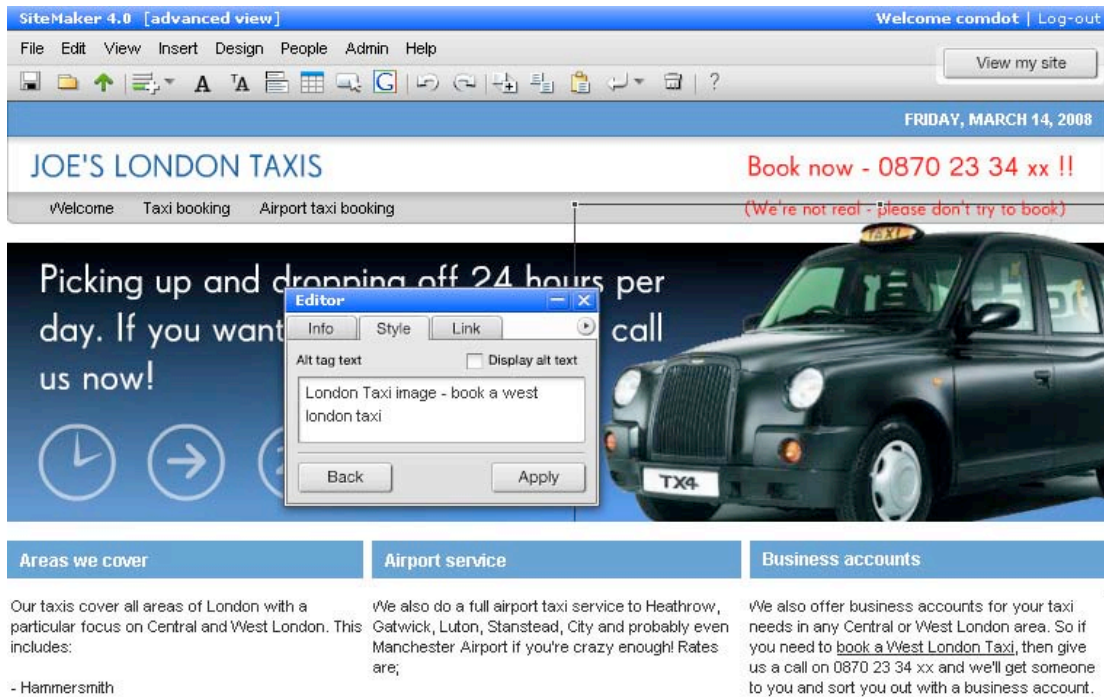 SiteMaker 4.0 [advanced view]
Welcome comdot | Log-out
File Edit View Insert Design People Admin Help
View my site
FRIDAY, MARCH 14, 2008
JOE'S LONDON TAXIS
Book now - 0870 23 34 xx !!
Welcome Taxi booking Airport taxi booking
(We're not real - please don't try to book)
Picking up and dropping off 24 hours per
day. If you want call
us now!
TAXI
TX4
Editor
Info Style Link
Alt tag text
Display alt text
London Taxi image - book a west
london taxi
Back Apply
Areas we cover
Our taxis cover all areas of London with a
particular focus on Central and West London. This
includes:
- Hammersmith
Airport service
We also do a full airport taxi service to Heathrow,
Gatwick, Luton, Stanstead, City and probably even
Manchester Airport if you're crazy enough! Rates
are;
Business accounts
We also offer business accounts for your taxi
needs in any Central or West London area. So if
you need to book a West London Taxi, then give
us a call on 0870 23 34 xx and we'll get someone
to you and sort you out with a business account.